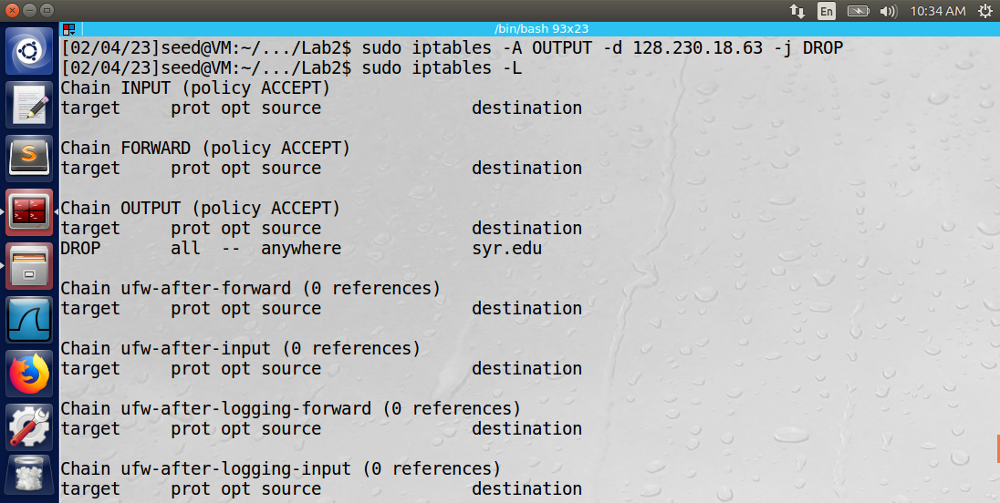 En 10:34 AM
/bin/bash 93x23
[02/04/23]seed@VM:~/.../Lab2$ sudo iptables -A OUTPUT -d 128.230.18.63 -j DROP
[02/04/23]seed@VM:~/.../Lab2$ sudo iptables -L
Chain INPUT (policy ACCEPT)
target     prot opt source               destination

Chain FORWARD (policy ACCEPT)
target     prot opt source               destination

Chain OUTPUT (policy ACCEPT)
target     prot opt source               destination
DROP       all  --  anywhere             syr.edu

Chain ufw-after-forward (0 references)
target     prot opt source               destination

Chain ufw-after-input (0 references)
target     prot opt source               destination

Chain ufw-after-logging-forward (0 references)
target     prot opt source               destination

Chain ufw-after-logging-input (0 references)
target     prot opt source               destination